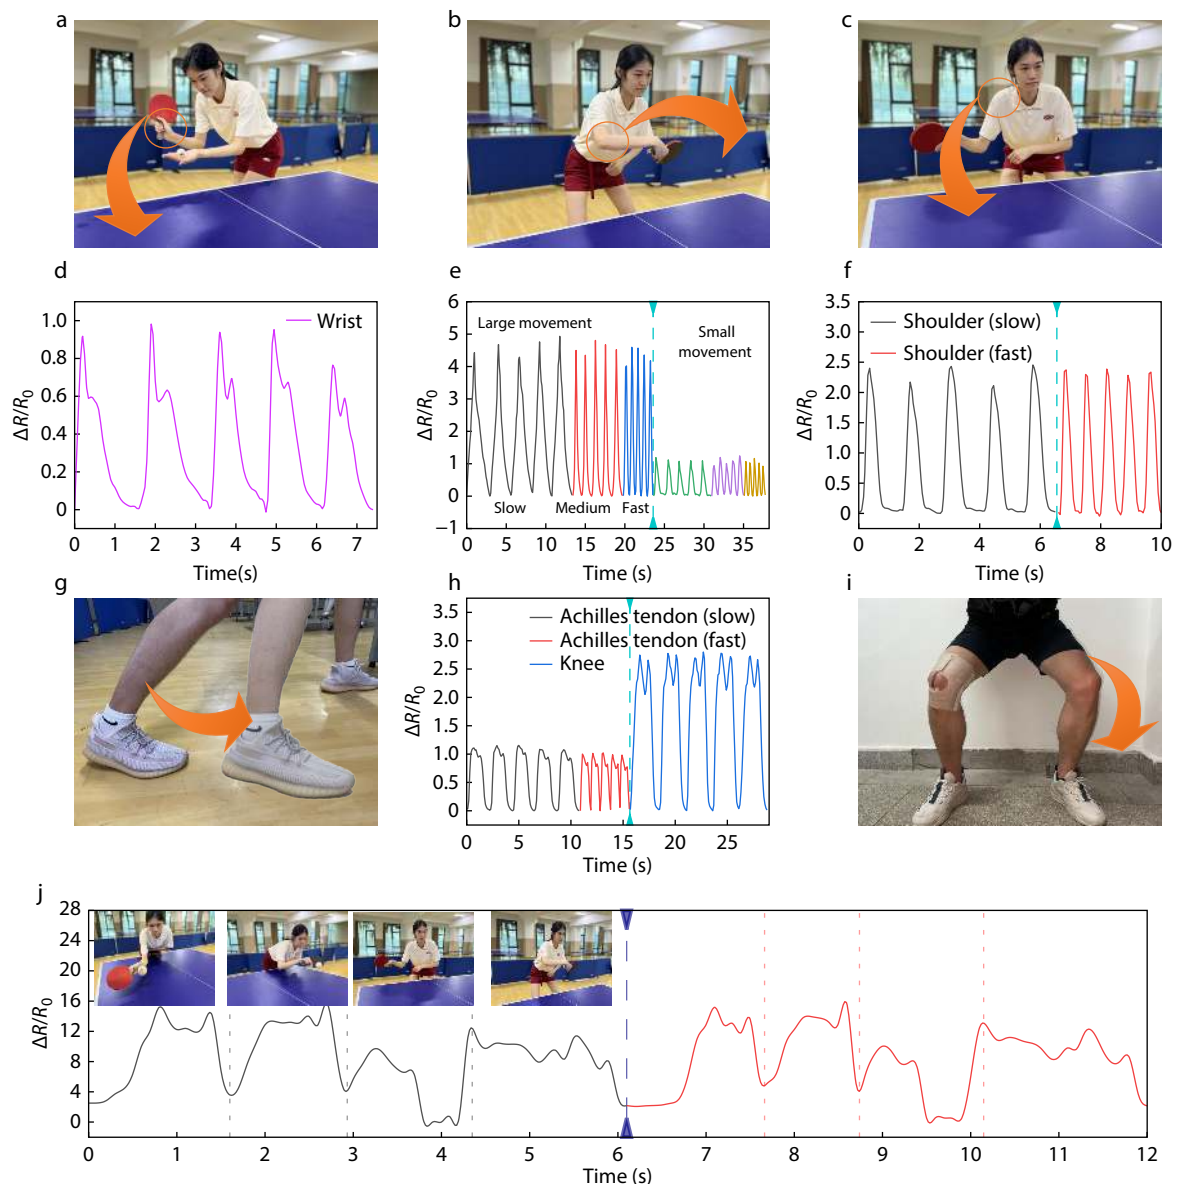 a
b
c
d
e
f
1.0
0.8
0.6
0.4
0.2
0
ΔR/R0
Wrist
0 1 2 3 4 5 6 7
Time(s)
6
5
4
3
2
1
0
−1
ΔR/R0
Large movement
Small
movement
Slow Medium Fast
0 5 10 15 20 25 30 35
Time (s)
3.5
3.0
2.5
2.0
1.5
1.0
0.5
0
ΔR/R0
Shoulder (slow)
Shoulder (fast)
0 2 4 6 8 10
Time (s)
g
h
i
3.5
3.0
2.5
2.0
1.5
1.0
0.5
0
ΔR/R0
Achilles tendon (slow)
Achilles tendon (fast)
Knee
0 5 10 15 20 25
Time (s)
j
28
24
20
16
12
8
4
0
ΔR/R0
0 1 2 3 4 5 6 7 8 9 10 11 12
Time (s)